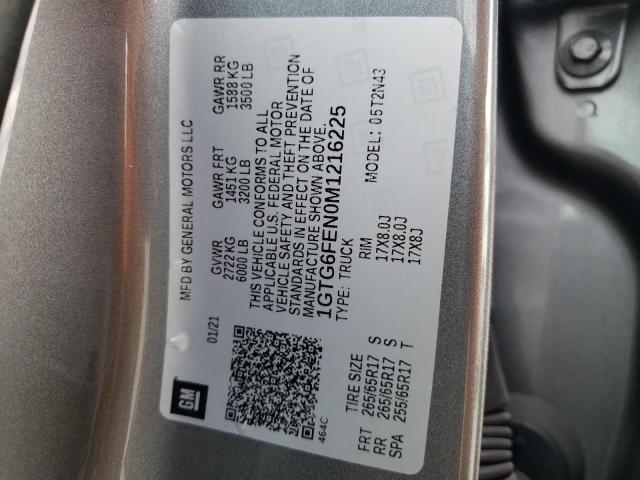 GM
MFD BY GENERAL MOTORS LLC
01/21
GVWR GAWR FRT GAWR RR
2722 KG 1451 KG 1588 KG
6000 LB 3200 LB 3500 LB
THIS VEHICLE CONFORMS TO ALL
APPLICABLE U.S. FEDERAL MOTOR
VEHICLE SAFETY AND THEFT PREVENTION
STANDARDS IN EFFECT ON THE DATE OF
MANUFACTURE SHOWN ABOVE.
1GTG6FEN0M1216225
TYPE: TRUCK MODEL: 05T2N43
464C
TIRE SIZE RIM
FRT 265/65R17 S 17X8.0J
RR 265/65R17 S 17X8.0J
SPA 255/65R17 T 17X8J